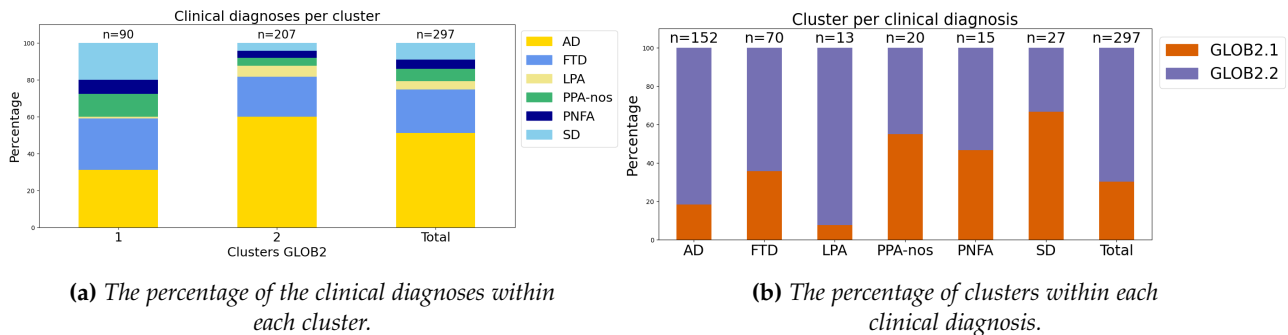 Clinical diagnoses per cluster
n=90 n=207 n=297
100
80
60
40
20
0
Percentage
1 2 Total
Clusters GLOB2
AD
FTD
LPA
PPA-nos
PNFA
SD
(a) The percentage of the clinical diagnoses within
each cluster.
Cluster per clinical diagnosis
n=152 n=70 n=13 n=20 n=15 n=27 n=297
100
80
60
40
20
0
Percentage
AD FTD LPA PPA-nos PNFA SD Total
GLOB2.1
GLOB2.2
(b) The percentage of clusters within each
clinical diagnosis.